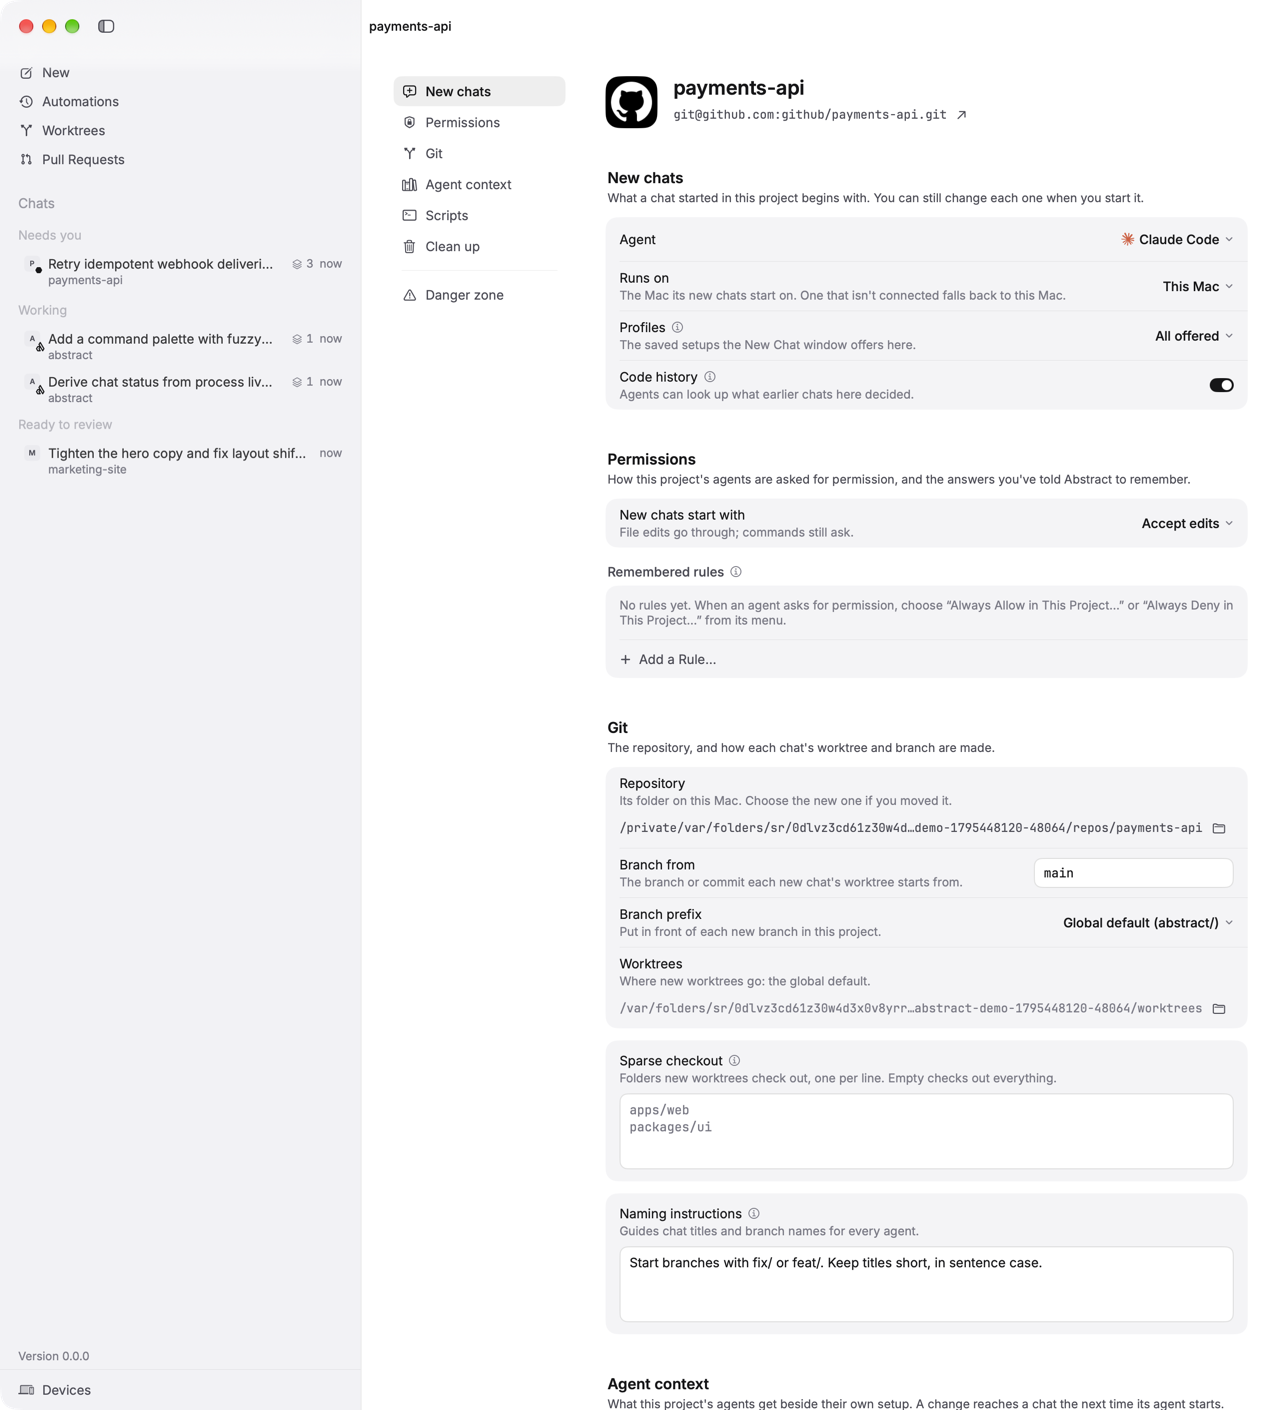 payments-api
New
Automations
Worktrees
Pull Requests
Chats
Needs you
P
Retry idempotent webhook deliveri...
3 now
payments-api
Working
A
Add a command palette with fuzzy...
1 now
abstract
A
Derive chat status from process liv...
1 now
abstract
Ready to review
M
Tighten the hero copy and fix layout shif...
now
marketing-site
Version 0.0.0
Devices
New chats
Permissions
Git
Agent context
Scripts
Clean up
Danger zone
payments-api
git@github.com:github/payments-api.git
New chats
What a chat started in this project begins with. You can still change each one when you start it.
Agent
Claude Code
Runs on
The Mac its new chats start on. One that isn't connected falls back to this Mac.
This Mac
Profiles
The saved setups the New Chat window offers here.
All offered
Code history
Agents can look up what earlier chats here decided.
Permissions
How this project's agents are asked for permission, and the answers you've told Abstract to remember.
New chats start with
File edits go through; commands still ask.
Accept edits
Remembered rules
No rules yet. When an agent asks for permission, choose “Always Allow in This Project...” or “Always Deny in
This Project...” from its menu.
+ Add a Rule...
Git
The repository, and how each chat's worktree and branch are made.
Repository
Its folder on this Mac. Choose the new one if you moved it.
/private/var/folders/sr/0dlvz3cd61z30w4d…demo-1795448120-48064/repos/payments-api
Branch from
The branch or commit each new chat's worktree starts from.
main
Branch prefix
Put in front of each new branch in this project.
Global default (abstract/)
Worktrees
Where new worktrees go: the global default.
/var/folders/sr/0dlvz3cd61z30w4d3x0v8yrr…abstract-demo-1795448120-48064/worktrees
Sparse checkout
Folders new worktrees check out, one per line. Empty checks out everything.
apps/web
packages/ui
Naming instructions
Guides chat titles and branch names for every agent.
Start branches with fix/ or feat/. Keep titles short, in sentence case.
Agent context
What this project's agents get beside their own setup. A change reaches a chat the next time its agent starts.